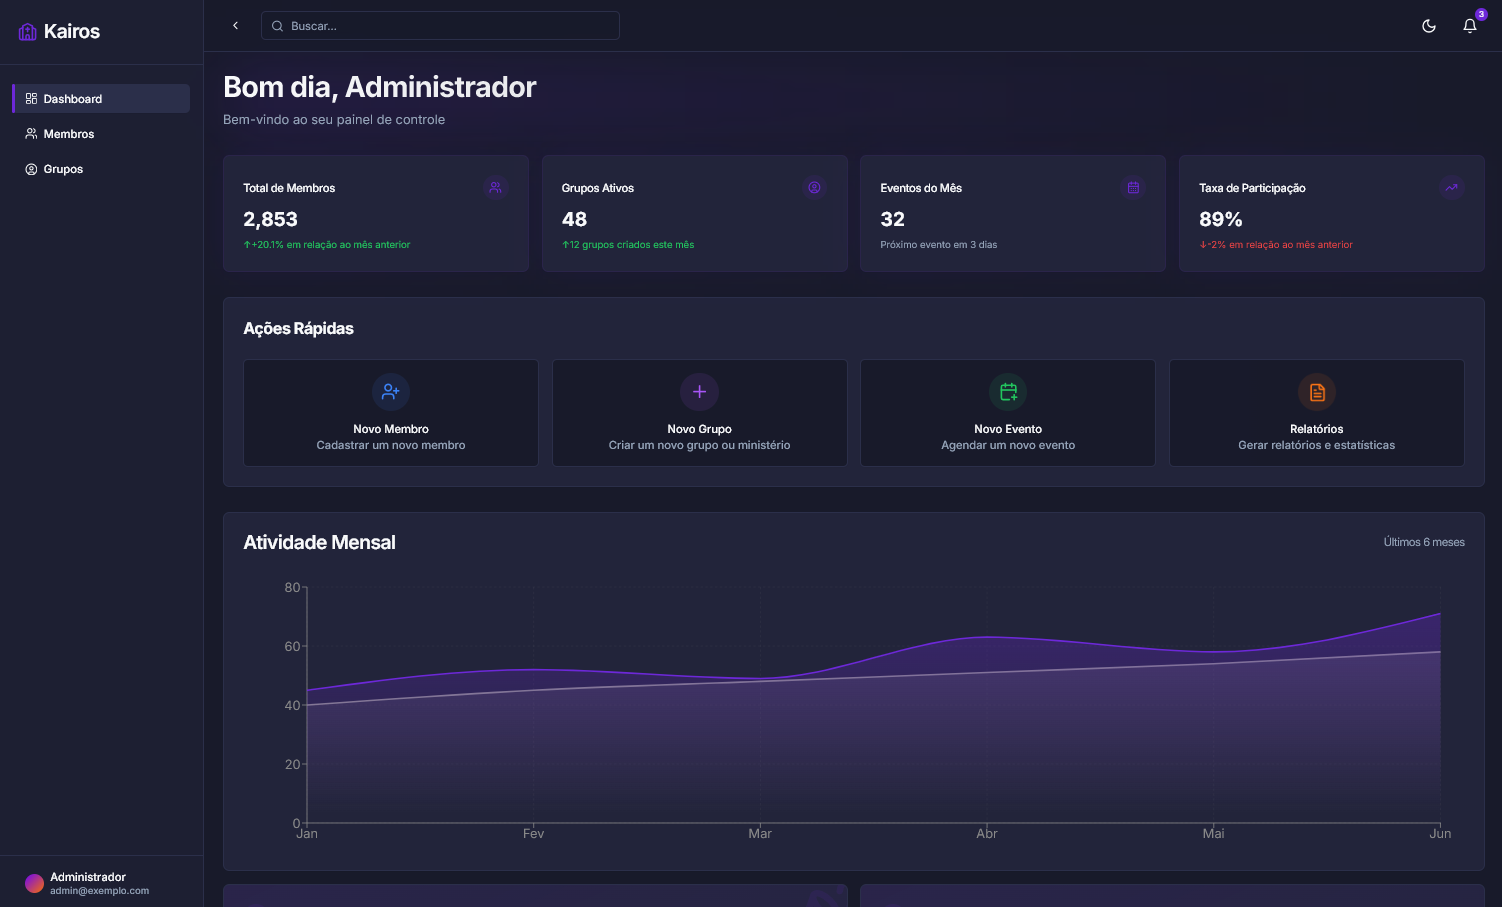 Kairos
Buscar...
3
Dashboard
Membros
Grupos
Bom dia, Administrador
Bem-vindo ao seu painel de controle
Total de Membros
2,853
↑+20.1% em relação ao mês anterior
Grupos Ativos
48
↑12 grupos criados este mês
Eventos do Mês
32
Próximo evento em 3 dias
Taxa de Participação
89%
↓-2% em relação ao mês anterior
Ações Rápidas
Novo Membro
Cadastrar um novo membro
Novo Grupo
Criar um novo grupo ou ministério
Novo Evento
Agendar um novo evento
Relatórios
Gerar relatórios e estatísticas
Atividade Mensal
Últimos 6 meses
80
60
40
20
0
Jan Fev Mar Abr Mai Jun
Administrador
admin@exemplo.com